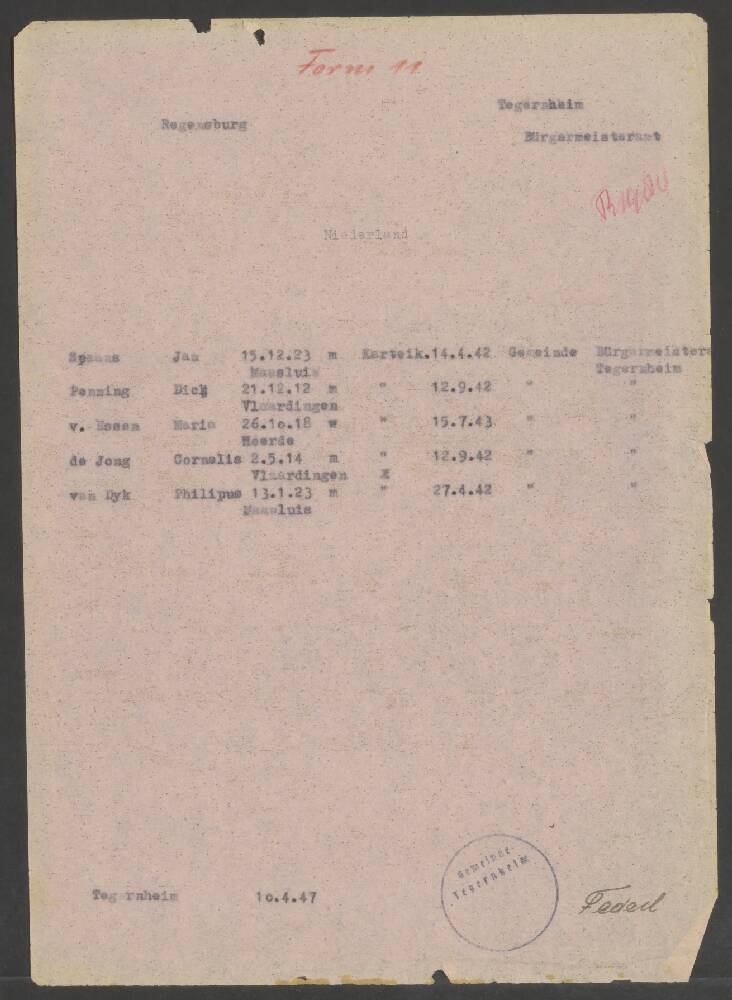 Form 11
Tegernheim
Regensburg
Bürgermeisteramt
Niederland
Spaans Jan 15.12.23 m Karteik. 14.4.42 Gemeinde Bürgermeistera
Maasluis Tegernheim
Penning Dick 21.12.12 m " 12.9.42 " "
Vlaardingen
v. Essen Maria 26.10.18 w " 15.7.43 " "
Heerde
de Jong Cornelis 2.5.14 m " 12.9.42 " "
Vlaardingen X
van Dyk Philipus 13.1.23 m " 27.4.42 " "
Maasluis
Gemeinde
Tegernheim
Tegernheim 10.4.47